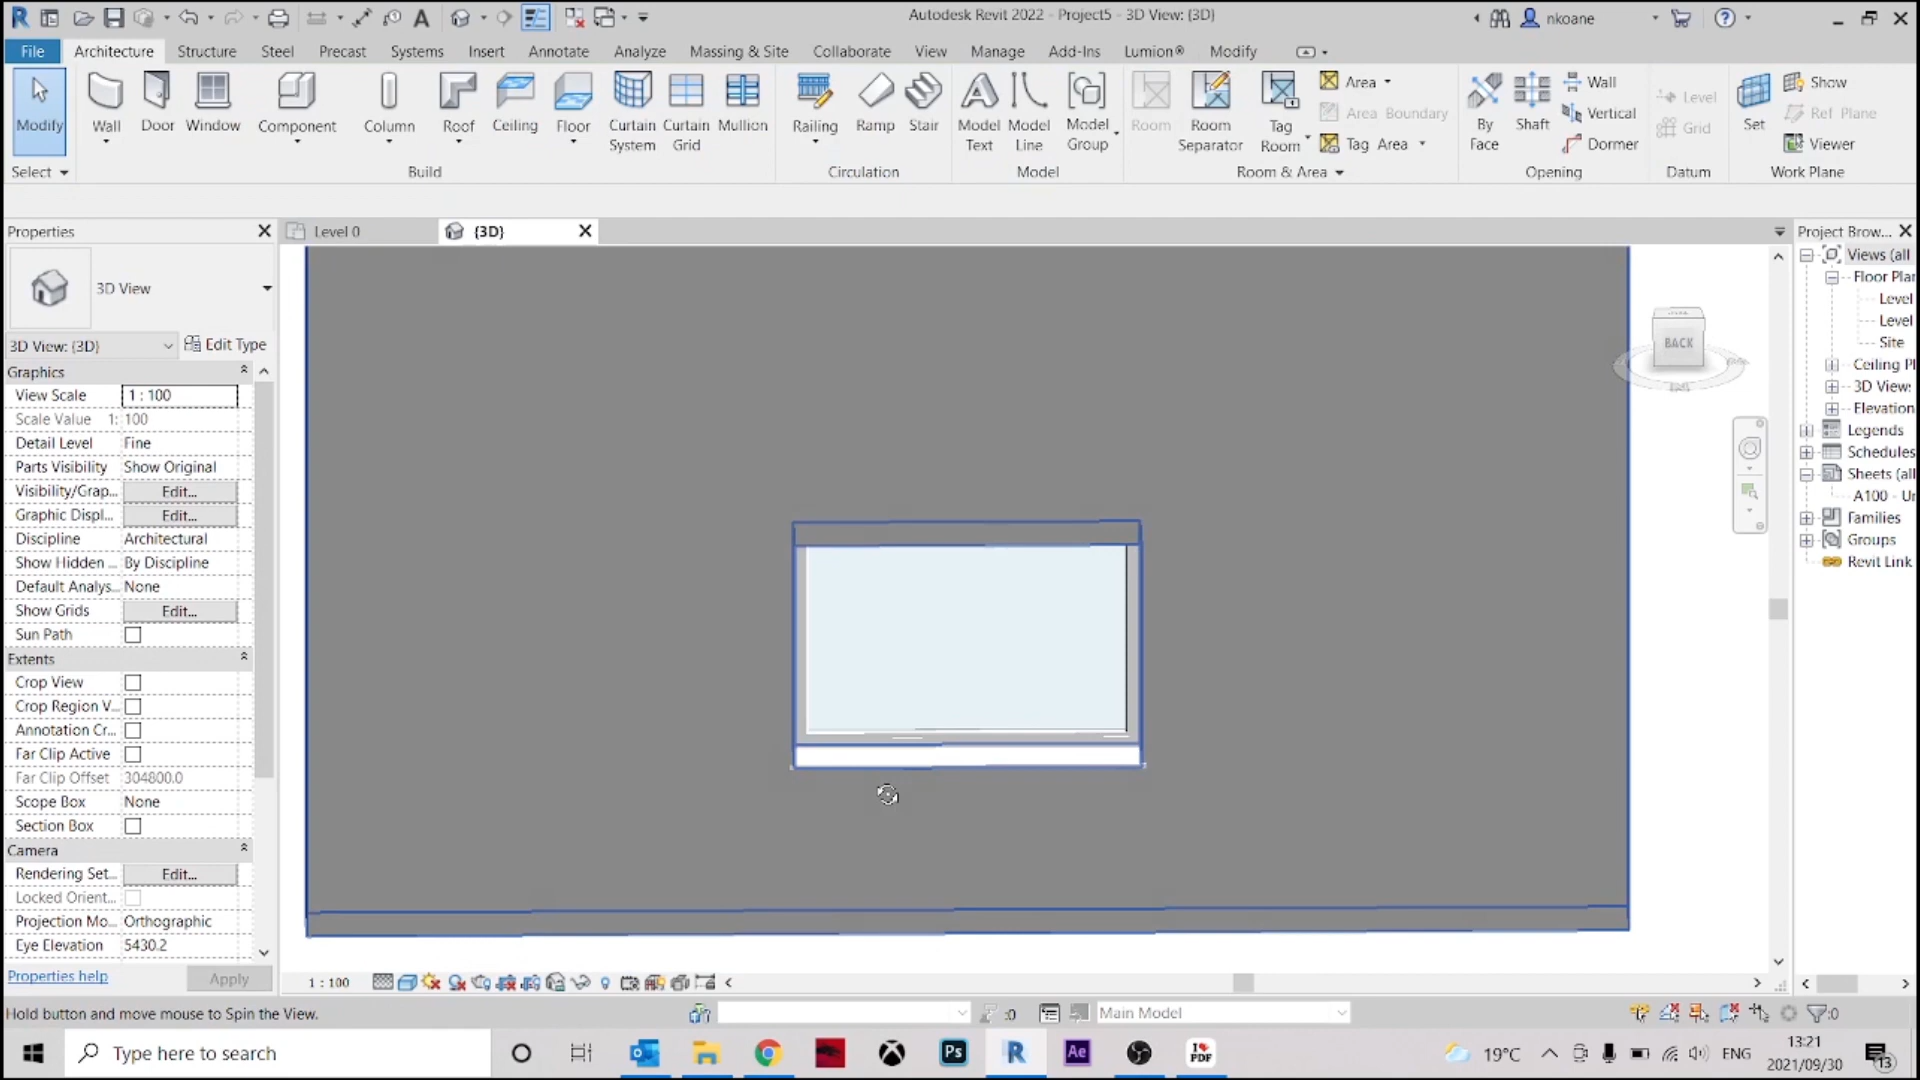 Autodesk Revit 2022 - Project5 - 3D View: {3D}
nkoane
File Architecture Structure Steel Precast Systems Insert Annotate Analyze Massing & Site Collaborate View Manage Add-Ins Lumion® Modify
Modify Wall Door Window Component Column Roof Ceiling Floor Curtain System Curtain Grid Mullion Railing Ramp Stair Model Text Model Line Model Group Room Room Separator Tag Room
Area
Area Boundary
Tag Area
By Face Shaft
Wall
Vertical
Dormer
Level
Grid
Set
Show
Ref Plane
Viewer
Select Build Circulation Model Room & Area Opening Datum Work Plane
Properties
Level 0
{3D}
3D View
3D View: {3D}
Edit Type
Graphics
View Scale 1 : 100
Scale Value 1: 100
Detail Level Fine
Parts Visibility Show Original
Visibility/Grap... Edit...
Graphic Displ... Edit...
Discipline Architectural
Show Hidden ... By Discipline
Default Analys... None
Show Grids Edit...
Sun Path
Extents
Crop View
Crop Region V...
Annotation Cr...
Far Clip Active
Far Clip Offset 304800.0
Scope Box None
Section Box
Camera
Rendering Set... Edit...
Locked Orient...
Projection Mo... Orthographic
Eye Elevation 5430.2
Properties help
Apply
BACK
Project Brow...
Views (all
Floor Plan
Level
Level
Site
Ceiling Pl
3D View:
Elevation
Legends
Schedules
Sheets (all
A100 - Un
Families
Groups
Revit Link
1 : 100
Hold button and move mouse to Spin the View.
:0
Main Model
:0
Type here to search
Ps
R
Ae
I PDF
19°C
ENG
13:21
2021/09/30
13